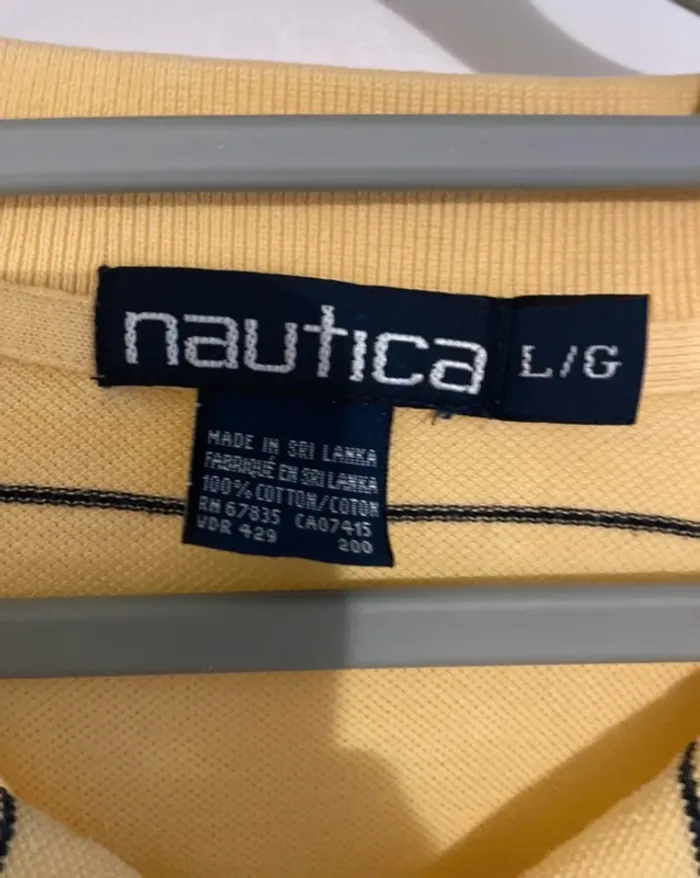 nautica L/G
MADE IN SRI LANKA
FABRIQUÉ EN SRI LANKA
100% COTTON/COTON
RN 67835 CA07415
VDR 429 200